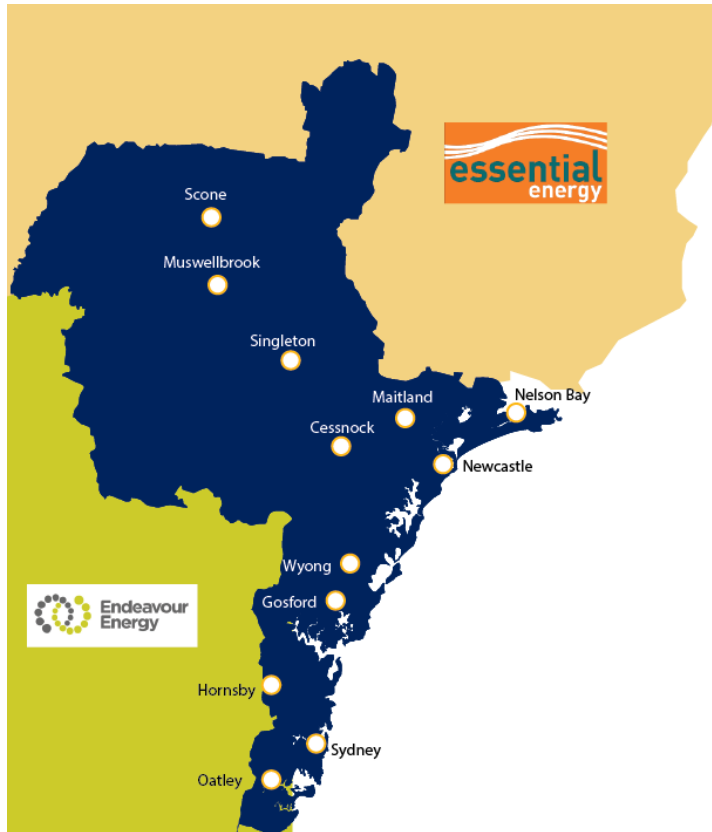 essential
energy
Scone
Muswellbrook
Singleton
Maitland
Nelson Bay
Cessnock
Newcastle
Wyong
Gosford
Endeavour
Energy
Hornsby
Sydney
Oatley